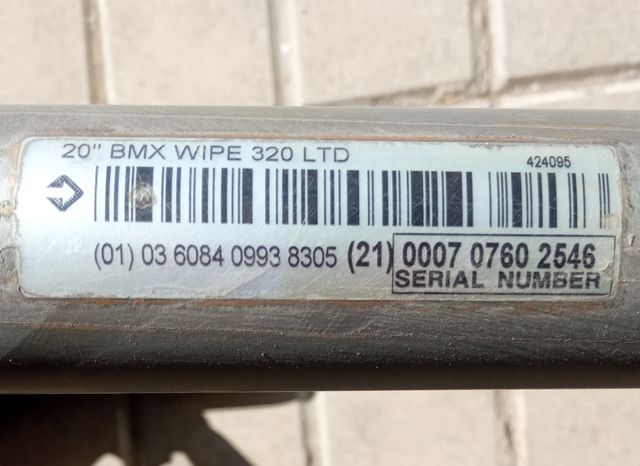 20" BMX WIPE 320 LTD
424095
(01) 03 6084 0993 8305 (21) 0007 0760 2546
SERIAL NUMBER